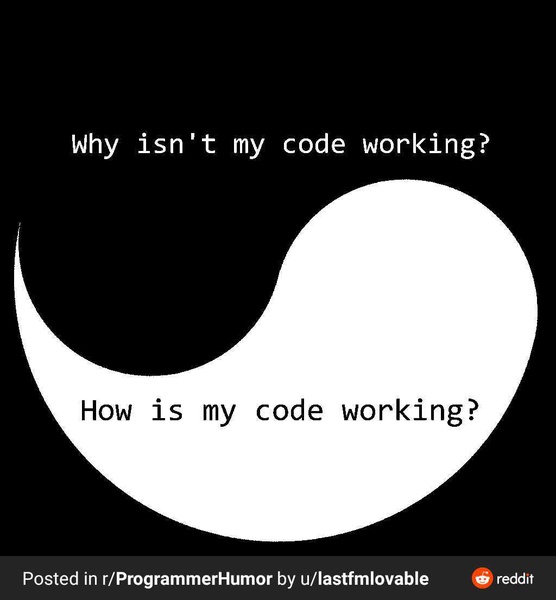 Why isn't my code working?
How is my code working?
Posted in r/ProgrammerHumor by u/lastfmlovable reddit